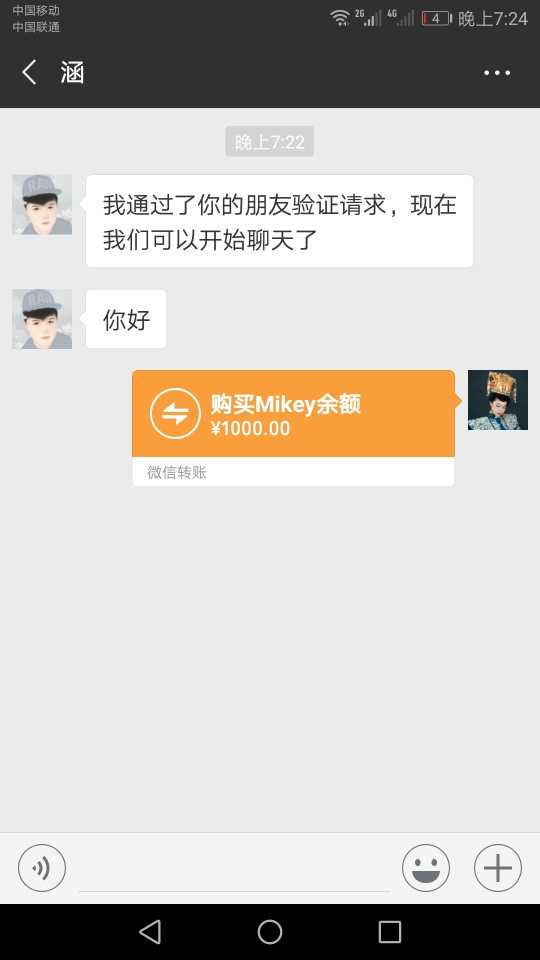 中国移动
中国联通
2G
4G
4
晚上7:24
涵
晚上7:22
我通过了你的朋友验证请求，现在
我们可以开始聊天了
你好
购买Mikey余额
¥1000.00
微信转账